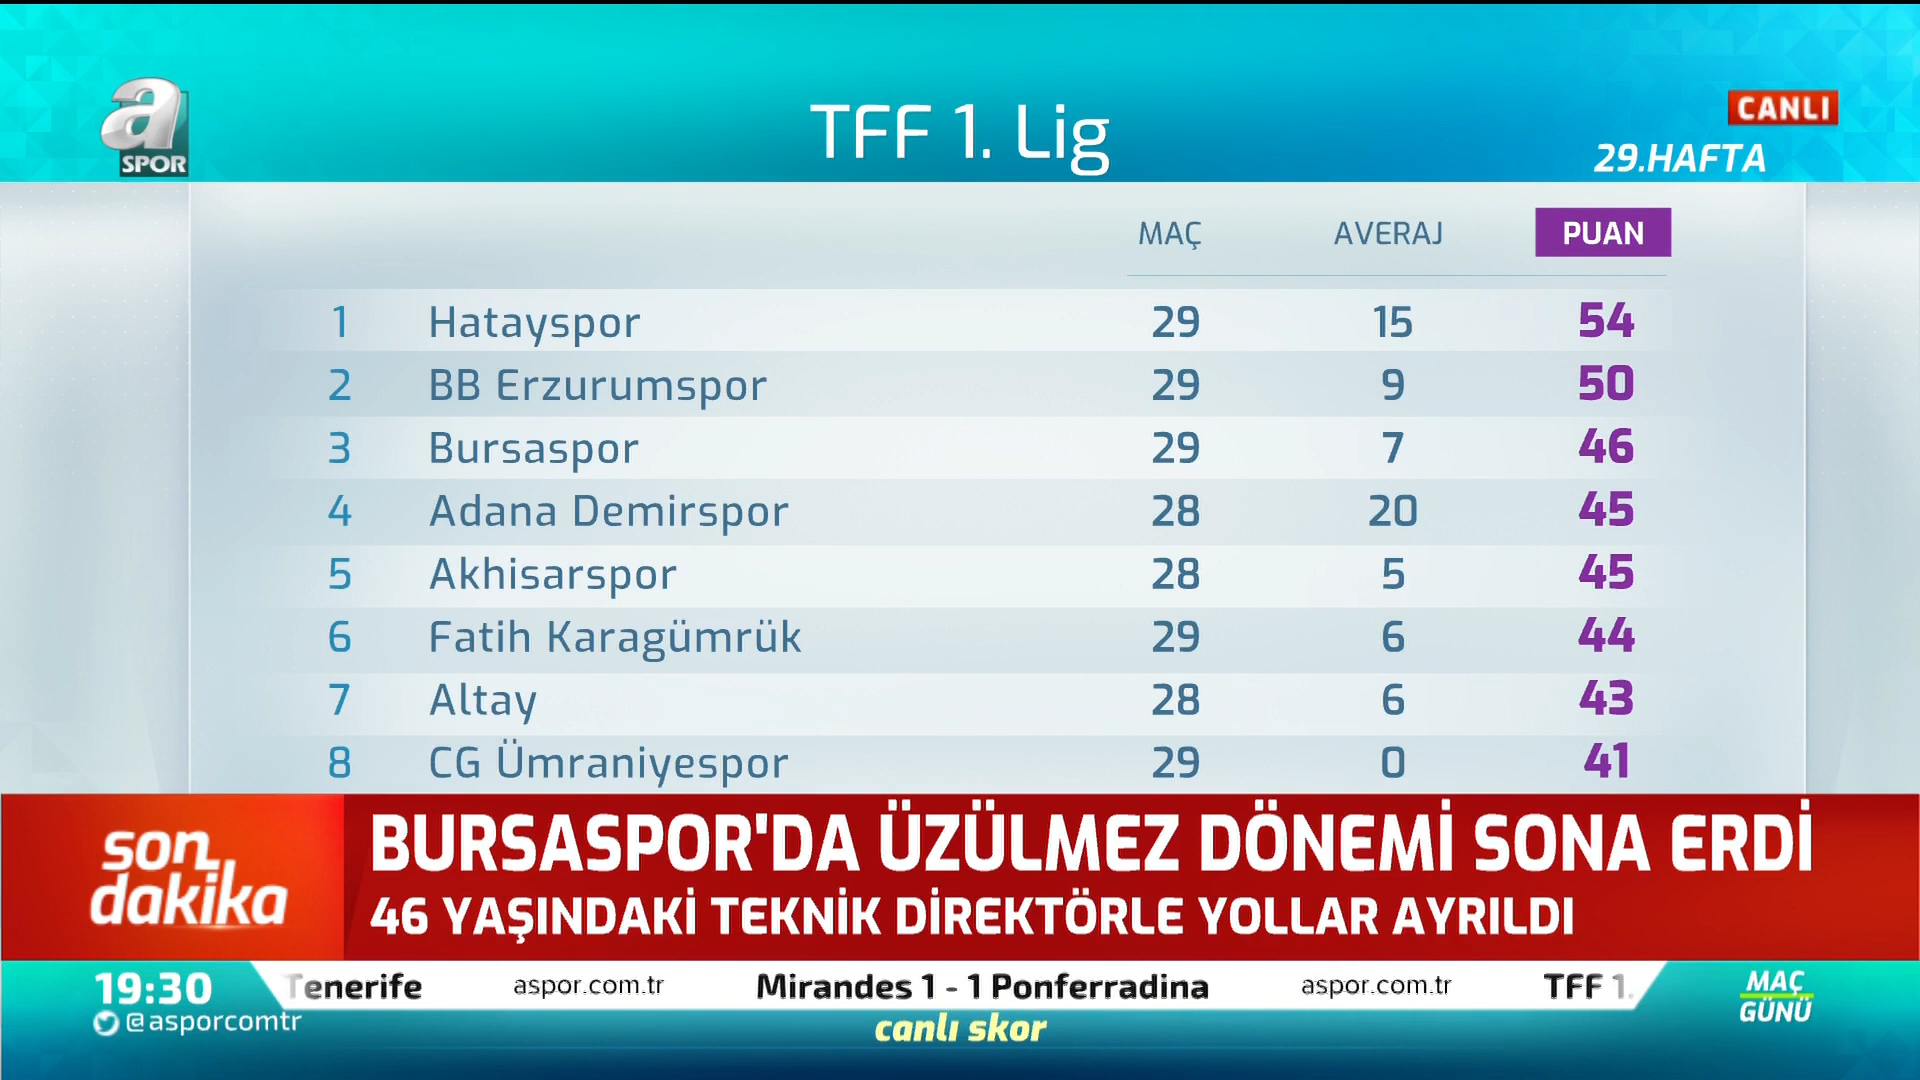 a
SPOR
TFF 1. Lig
CANLI
29.HAFTA
MAÇ AVERAJ PUAN
1 Hatayspor 29 15 54
2 BB Erzurumspor 29 9 50
3 Bursaspor 29 7 46
4 Adana Demirspor 28 20 45
5 Akhisarspor 28 5 45
6 Fatih Karagümrük 29 6 44
7 Altay 28 6 43
8 CG Ümraniyespor 29 0 41
son dakika
BURSASPOR'DA ÜZÜLMEZ DÖNEMİ SONA ERDİ
46 YAŞINDAKİ TEKNİK DİREKTÖRLE YOLLAR AYRILDI
19:30 Tenerife aspor.com.tr Mirandes 1 - 1 Ponferradina aspor.com.tr TFF 1.
@asporcomtr
canlı skor
MAÇ
GÜNÜ